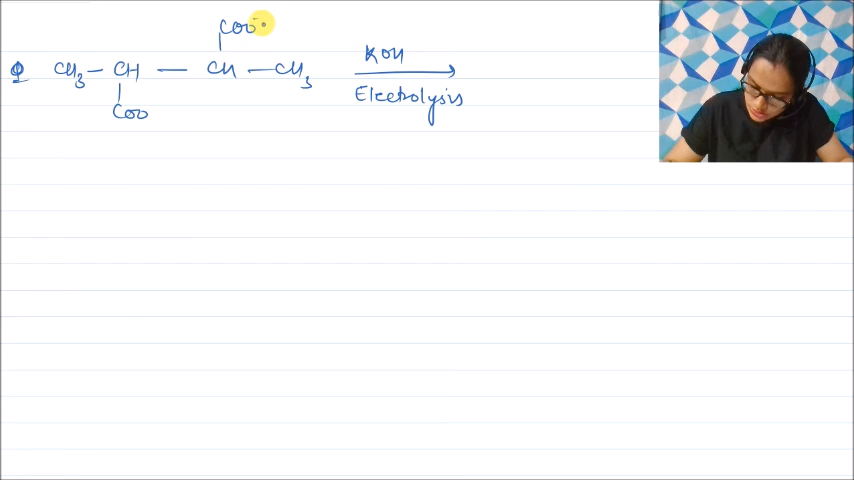 COO⁻
Q CH₃ — CH — CH — CH₃ KOH
COO Electrolysis